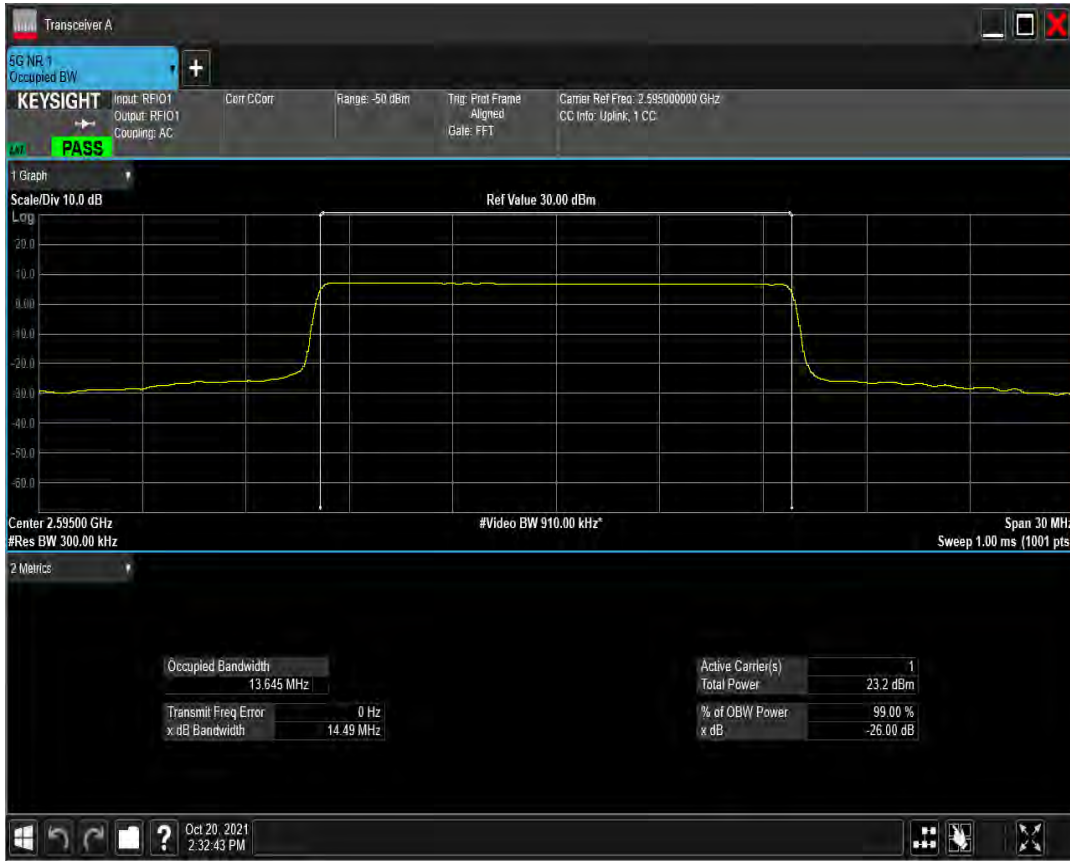 Transceiver A
5G NR 1
Occupied BW
+
KEYSIGHT
Input: RFIO1
Output: RFIO1
Coupling: AC
PASS
Corr CCorr
Range: -50 dBm
Trig: Prot Frame
Aligned
Gate: FFT
Carrier Ref Freq: 2.595000000 GHz
CC Info: Uplink, 1 CC
1 Graph
Scale/Div 10.0 dB
Ref Value 30.00 dBm
Log
20.0
10.0
0.00
-10.0
-20.0
-30.0
-40.0
-50.0
-60.0
Center 2.59500 GHz
#Video BW 910.00 kHz*
Span 30 MHz
#Res BW 300.00 kHz
Sweep 1.00 ms (1001 pts
2 Metrics
Occupied Bandwidth
13.645 MHz
Transmit Freq Error 0 Hz
x dB Bandwidth 14.49 MHz
Active Carrier(s) 1
Total Power 23.2 dBm
% of OBW Power 99.00 %
x dB -26.00 dB
?
Oct 20, 2021
2:32:43 PM